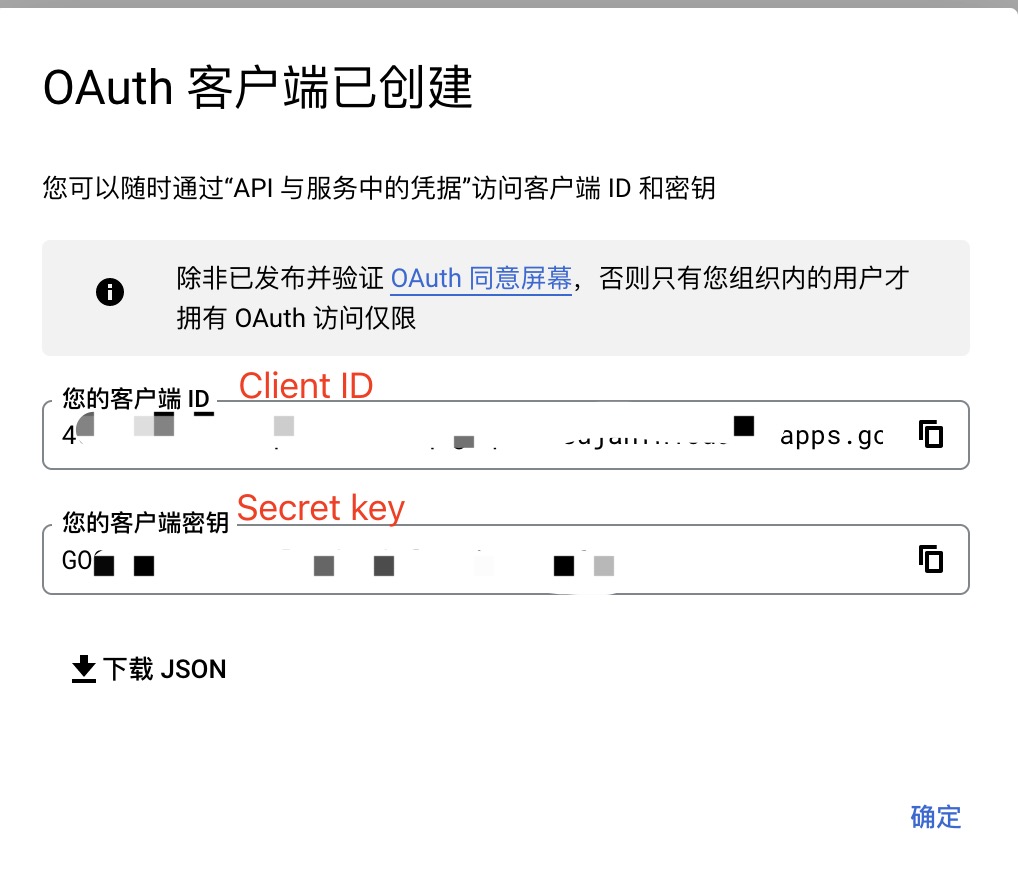 OAuth 客户端已创建
您可以随时通过“API 与服务中的凭据”访问客户端 ID 和密钥
除非已发布并验证 OAuth 同意屏幕，否则只有您组织内的用户才
拥有 OAuth 访问仅限
您的客户端 ID Client ID
4 apps.gc
您的客户端密钥 Secret key
GO
下载 JSON
确定